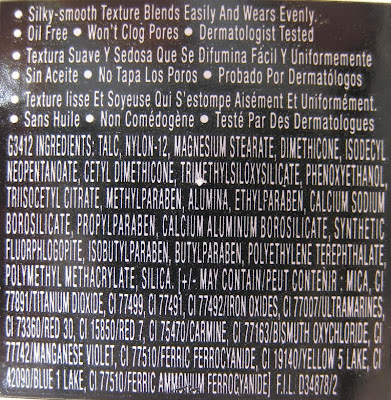 • Silky-smooth Texture Blends Easily And Wears Evenly.
• Oil Free • Won't Clog Pores • Dermatologist Tested
• Textura Suave Y Sedosa Que Se Difumina Fácil Y Uniformemente
• Sin Aceite • No Tapa Los Poros • Probado Por Dermatólogos
• Texture lisse Et Soyeuse Qui S'estompe Aisément Et Uniformément.
• Sans Huile • Non Comédogène • Testé Par Des Dermatologues
C3412 INGREDIENTS: TALC, NYLON-12, MAGNESIUM STEARATE, DIMETHICONE, ISODECYL
NEOPENTANOATE, CETYL DIMETHICONE, TRIMETHYLSILOXYSILICATE, PHENOXYETHANOL
TRIISOCETYL CITRATE, METHYLPARABEN, ALUMINA, ETHYLPARABEN, CALCIUM SODIUM
BOROSILICATE, PROPYLPARABEN, CALCIUM ALUMINUM BOROSILICATE, SYNTHETIC
FLUORPHLOGOPITE, ISOBUTYLPARABEN, BUTYLPARABEN, POLYETHYLENE TEREPHTHALATE,
POLYMETHYL METHACRYLATE, SILICA. [+/- MAY CONTAIN/PEUT CONTENIR : MICA, CI
77891/TITANIUM DIOXIDE, CI 77499, CI 77491, CI 77492/IRON OXIDES, CI 77007/ULTRAMARINES,
CI 73360/RED 30, CI 15850/RED 7, CI 75470/CARMINE, CI 77163/BISMUTH OXYCHLORIDE, CI
77742/MANGANESE VIOLET, CI 77510/FERRIC FERROCYANIDE, CI 19140/YELLOW 5 LAKE, CI
42090/BLUE 1 LAKE, CI 77510/FERRIC AMMONIUM FERROCYANIDE] F.I.L. D34878/2